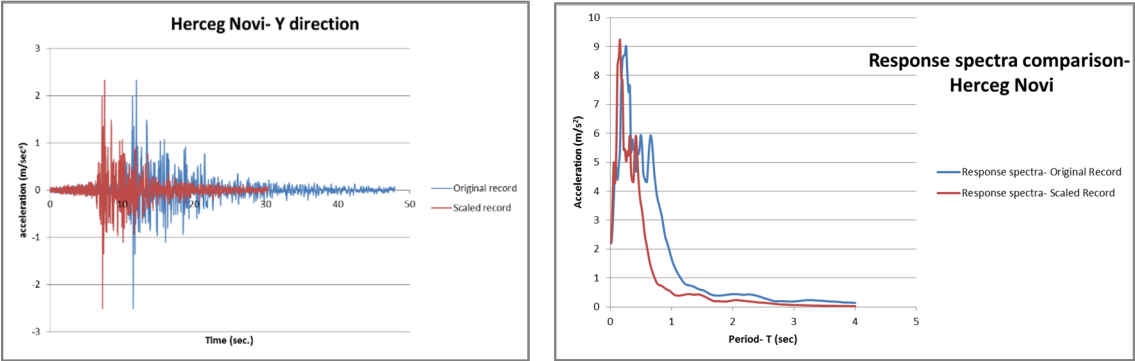 Herceg Novi- Y direction
3
2
1
0
-1
-2
-3
0
10
20
30
40
50
acceleration (m/sec²)
Time (sec.)
Original record
Scaled record
Response spectra comparison-
Herceg Novi
10
9
8
7
6
5
4
3
2
1
0
0
1
2
3
4
5
Acceleration (m/s²)
Period- T (sec)
Response spectra- Original Record
Response spectra- Scaled Record